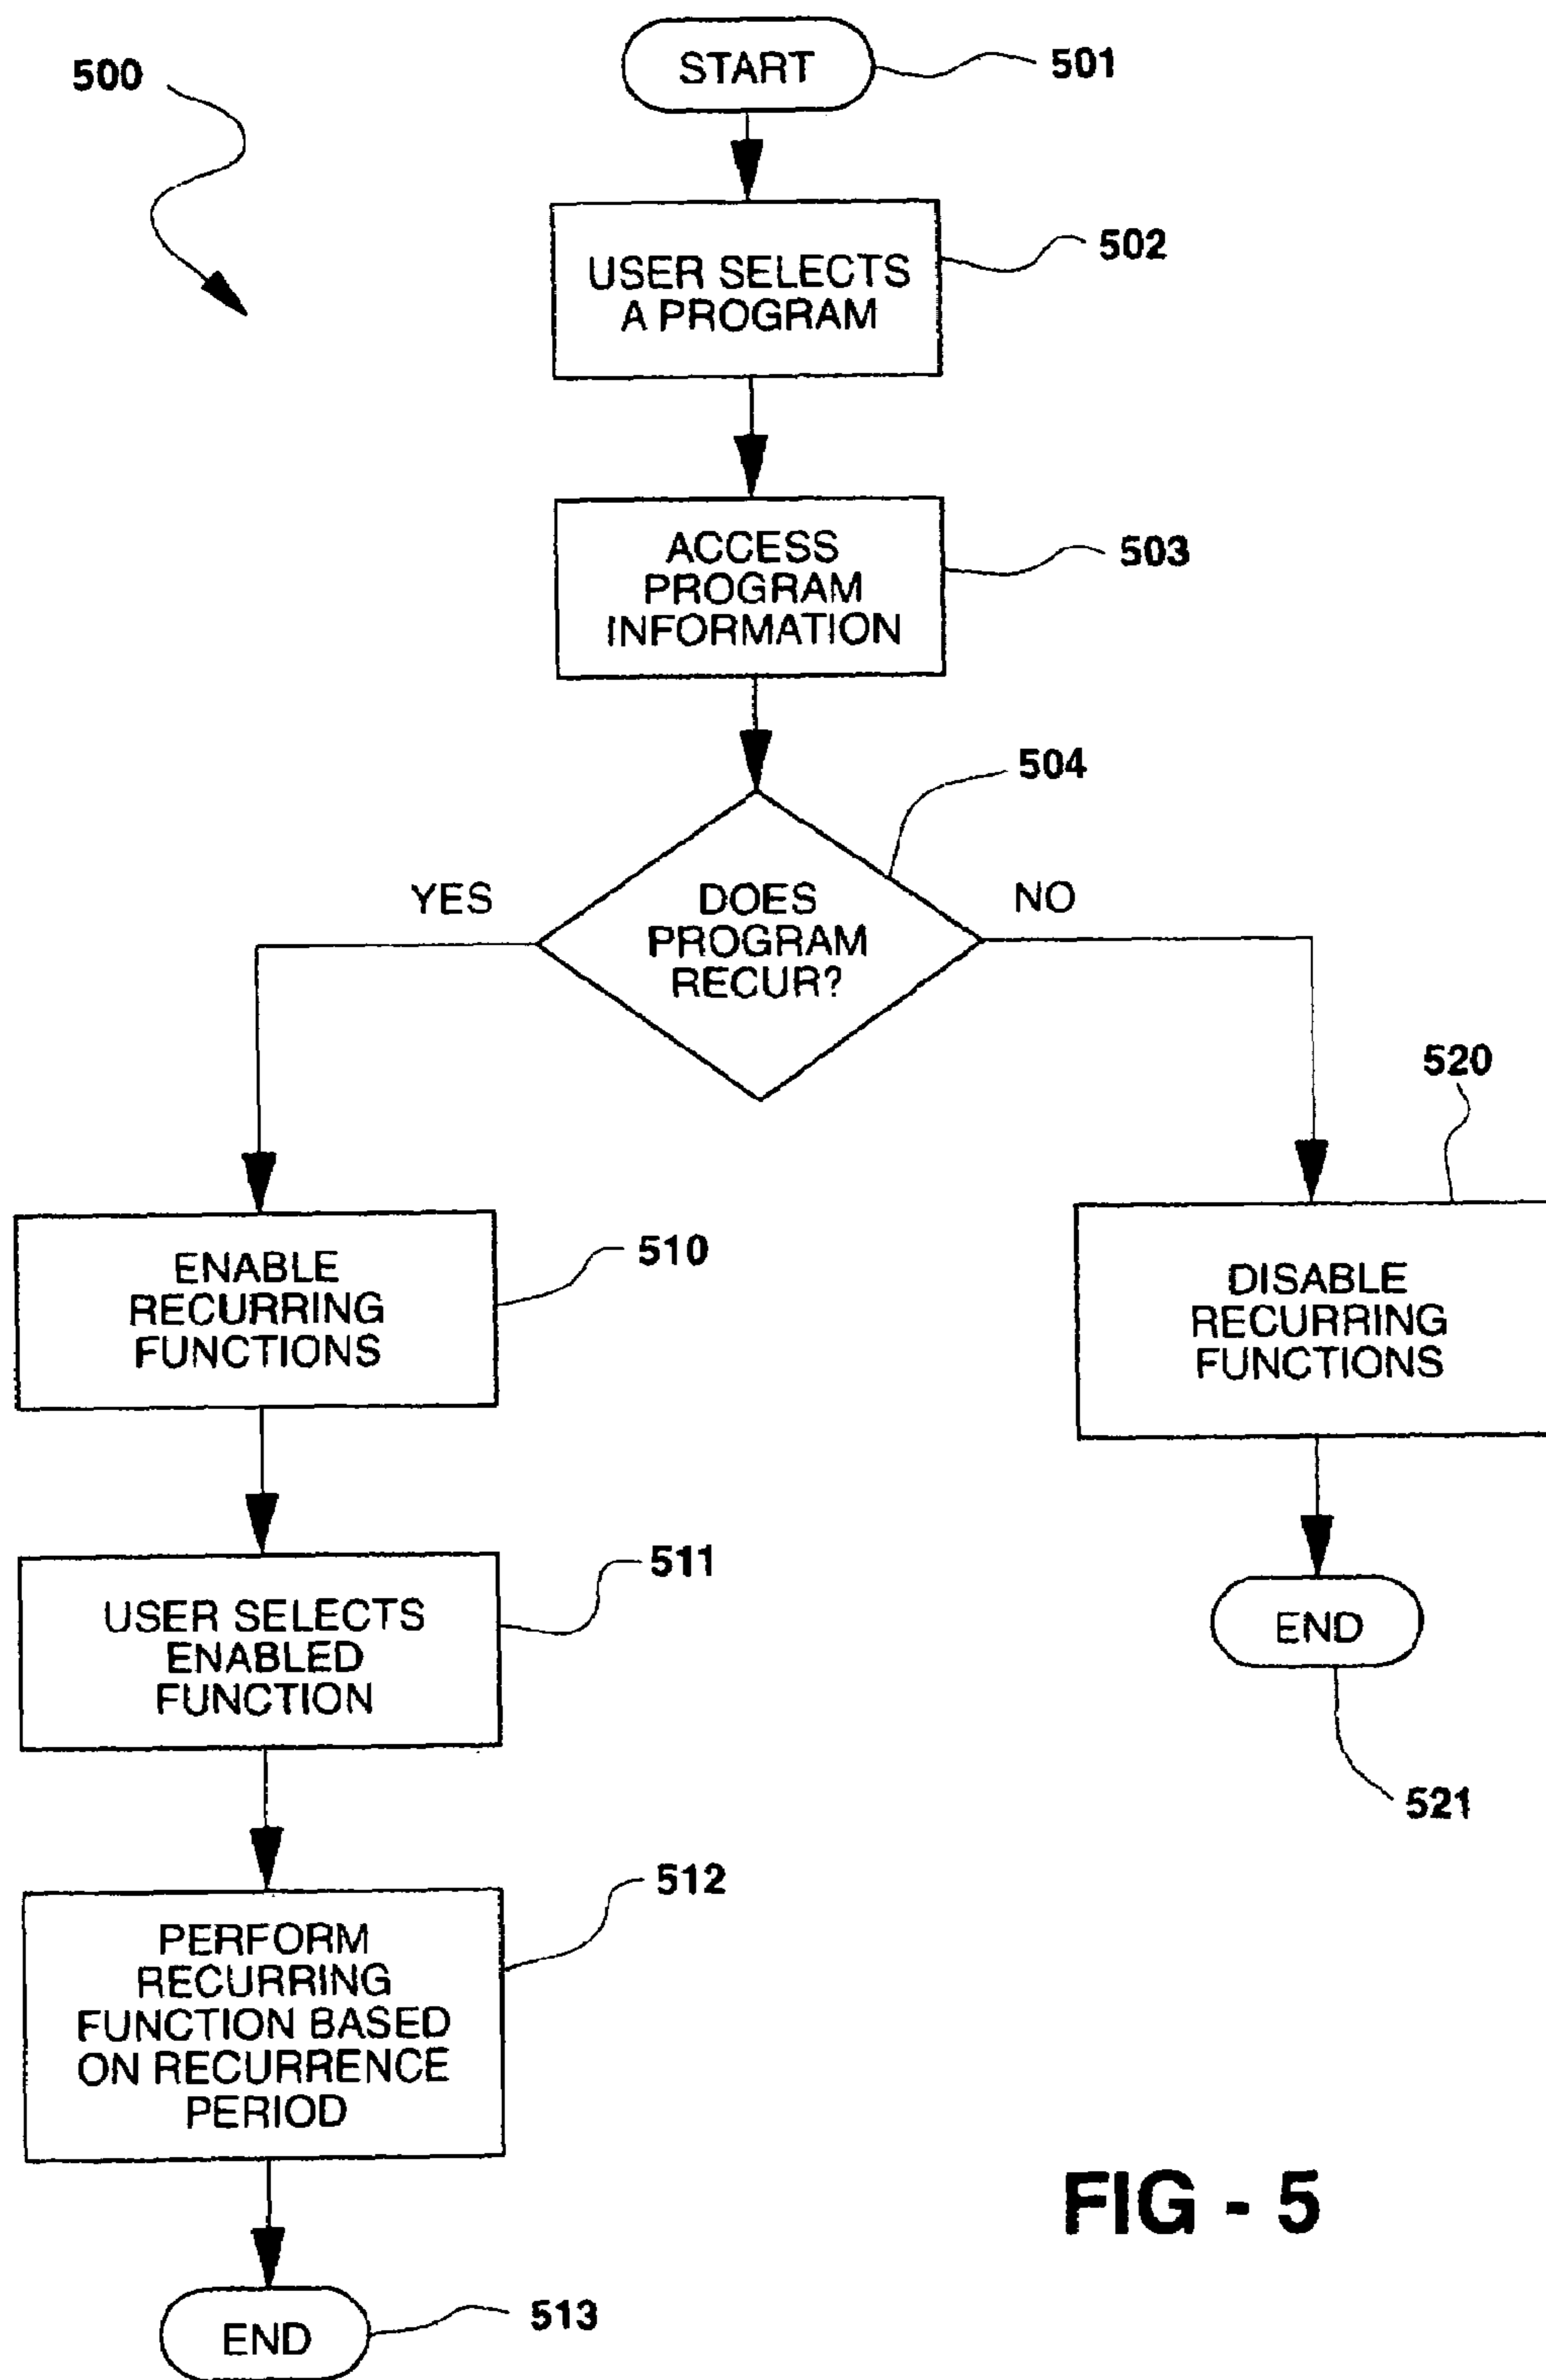 500
START
501
USER SELECTS
A PROGRAM
502
ACCESS
PROGRAM
INFORMATION
503
504
DOES
PROGRAM
RECUR?
YES
NO
520
ENABLE
RECURRING
FUNCTIONS
510
DISABLE
RECURRING
FUNCTIONS
USER SELECTS
ENABLED
FUNCTION
511
END
521
PERFORM
RECURRING
FUNCTION BASED
ON RECURRENCE
PERIOD
512
END
513
FIG - 5